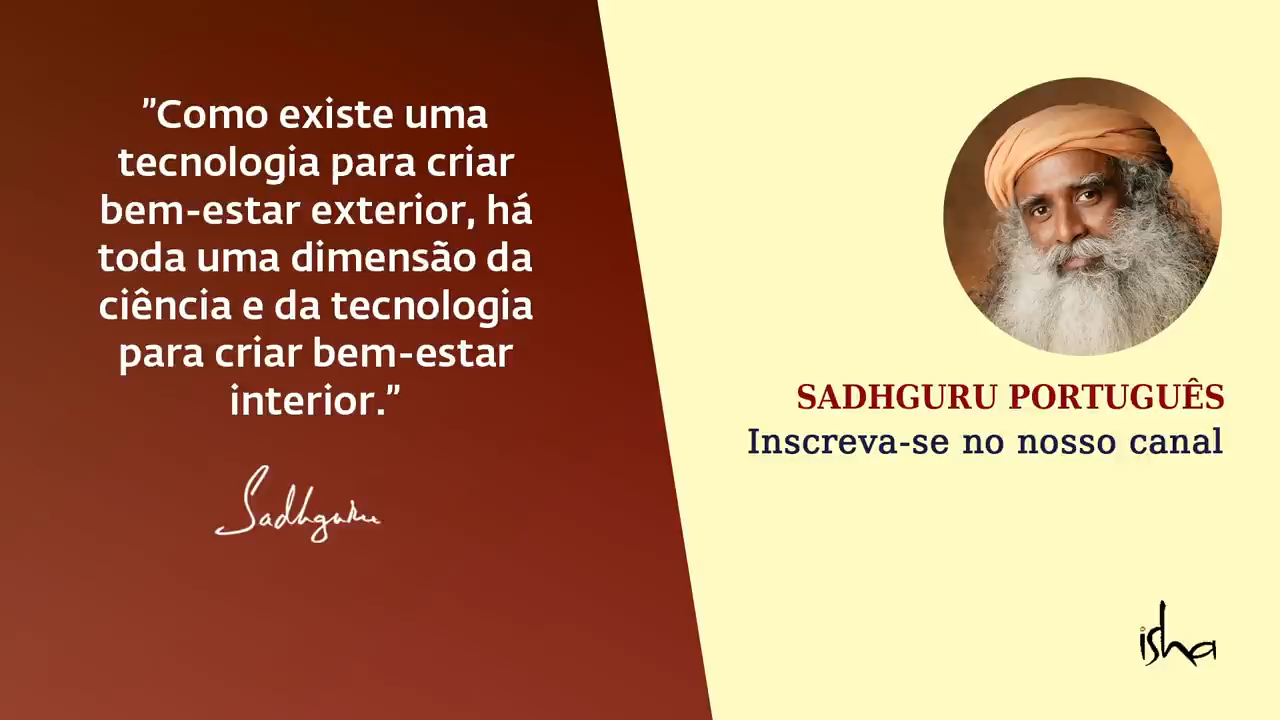 "Como existe uma
tecnologia para criar
bem-estar exterior, há
toda uma dimensão da
ciência e da tecnologia
para criar bem-estar
interior."
Sadhguru
SADHGURU PORTUGUÊS
Inscreva-se no nosso canal
isha